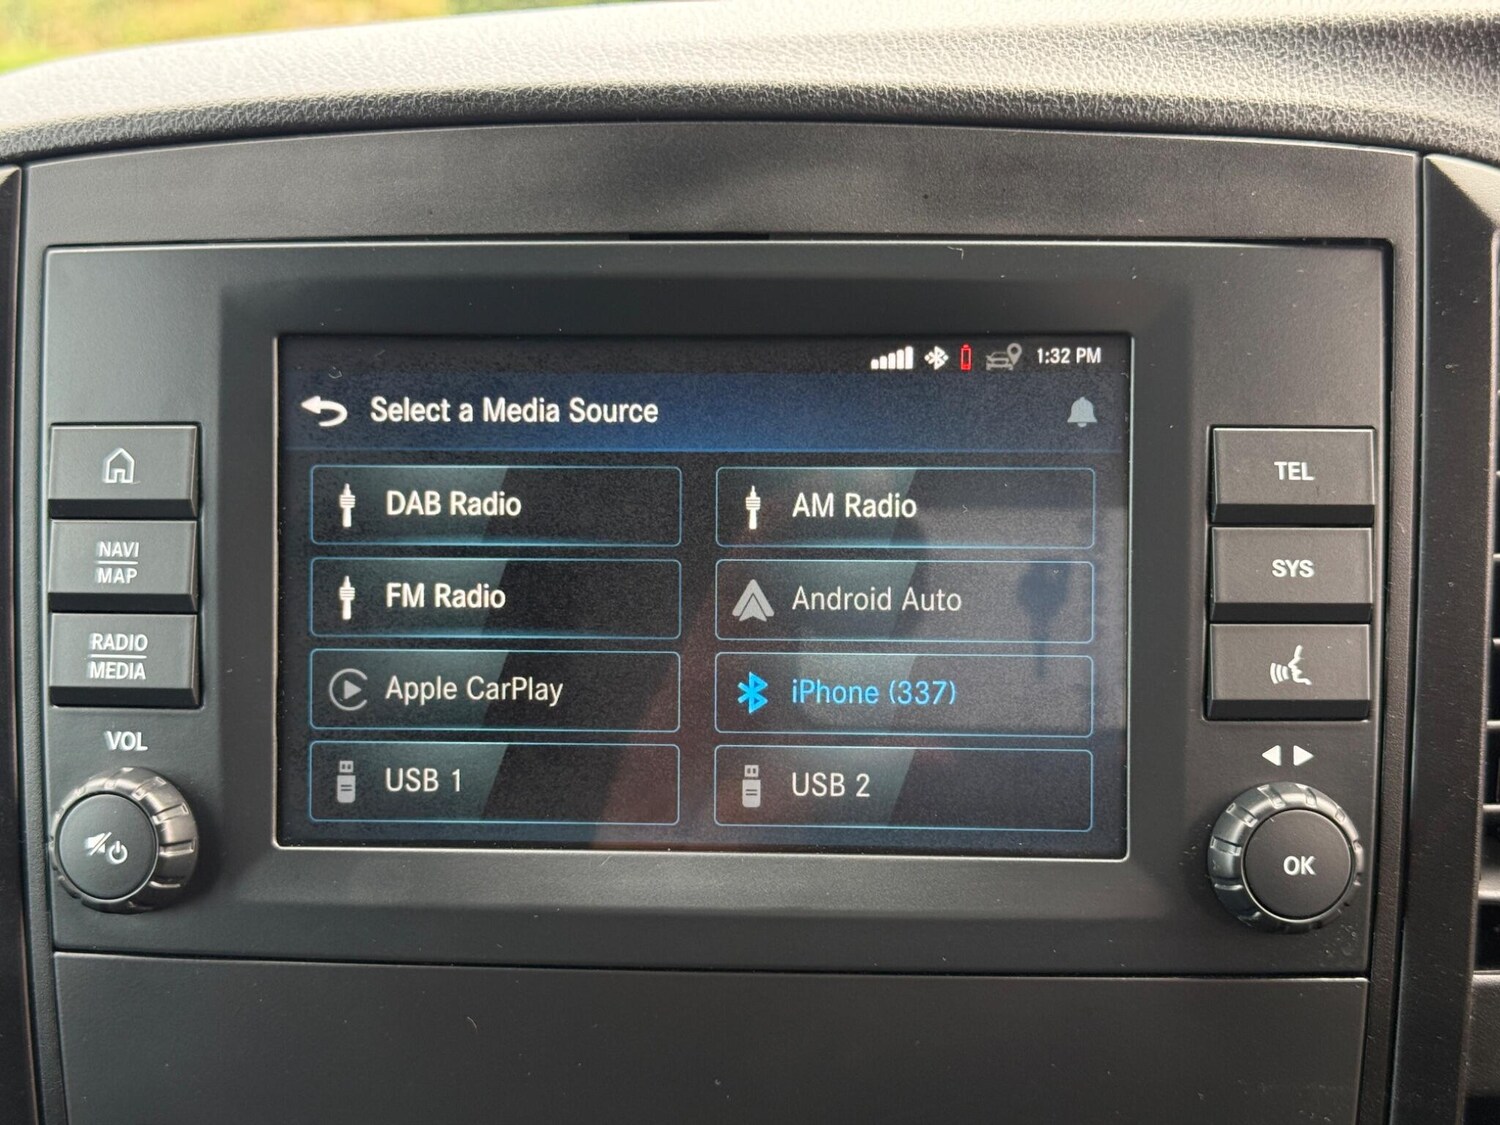 1:32 PM
Select a Media Source
DAB Radio
AM Radio
FM Radio
Android Auto
Apple CarPlay
iPhone (337)
USB 1
USB 2
NAVI
MAP
RADIO
MEDIA
VOL
TEL
SYS
OK